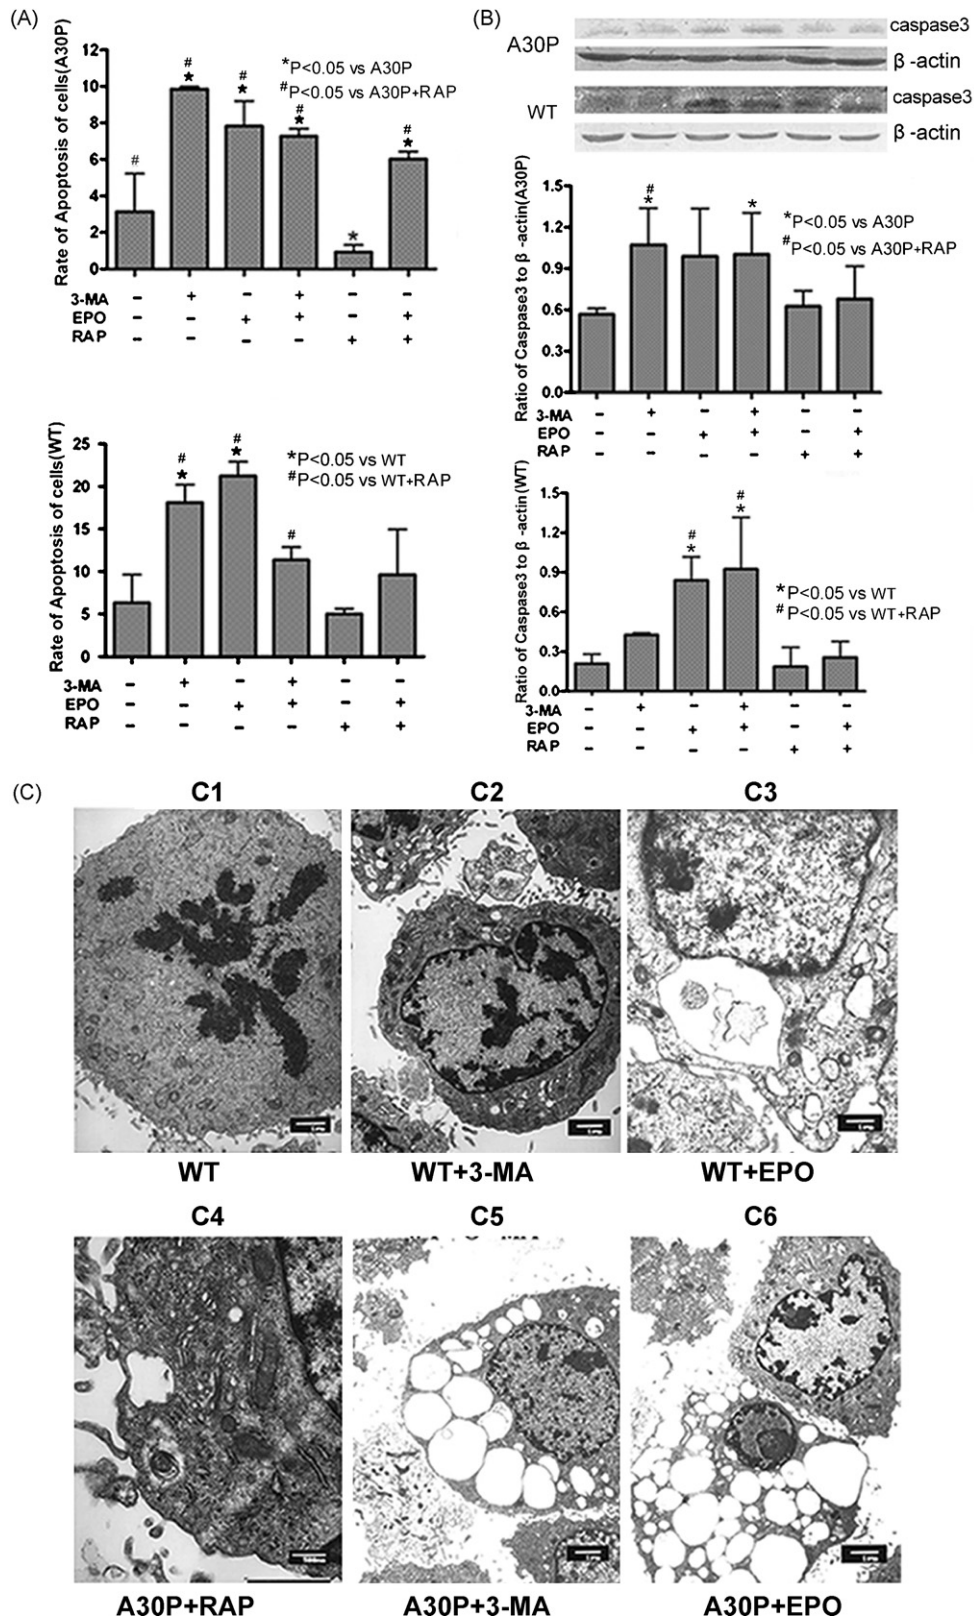 (A)
Rate of Apoptosis of cells(A30P)
12
10
8
6
4
2
0
*P<0.05 vs A30P
#P<0.05 vs A30P+RAP
# * # * # * # * # *
3-MA - + - + - -
EPO - - + + - +
RAP - - - - + +
Rate of Apoptosis of cells(WT)
25
20
15
10
5
0
*P<0.05 vs WT
#P<0.05 vs WT+RAP
# * # * #
3-MA - + - + - -
EPO - - + + - +
RAP - - - - + +
(B)
A30P
caspase3
β -actin
WT
caspase3
β -actin
Ratio of Caspase3 to β -actin(A30P)
1.5
1.2
0.9
0.6
0.3
0.0
*P<0.05 vs A30P
#P<0.05 vs A30P+RAP
# * *
3-MA - + - + - -
EPO - - + + - +
RAP - - - - + +
Ratio of Caspase3 to β -actin(WT)
1.5
1.2
0.9
0.6
0.3
0.0
*P<0.05 vs WT
#P<0.05 vs WT+RAP
# * # *
3-MA - + - + - -
EPO - - + + - +
RAP - - - - + +
(C)
C1 C2 C3
WT WT+3-MA WT+EPO
C4 C5 C6
A30P+RAP A30P+3-MA A30P+EPO